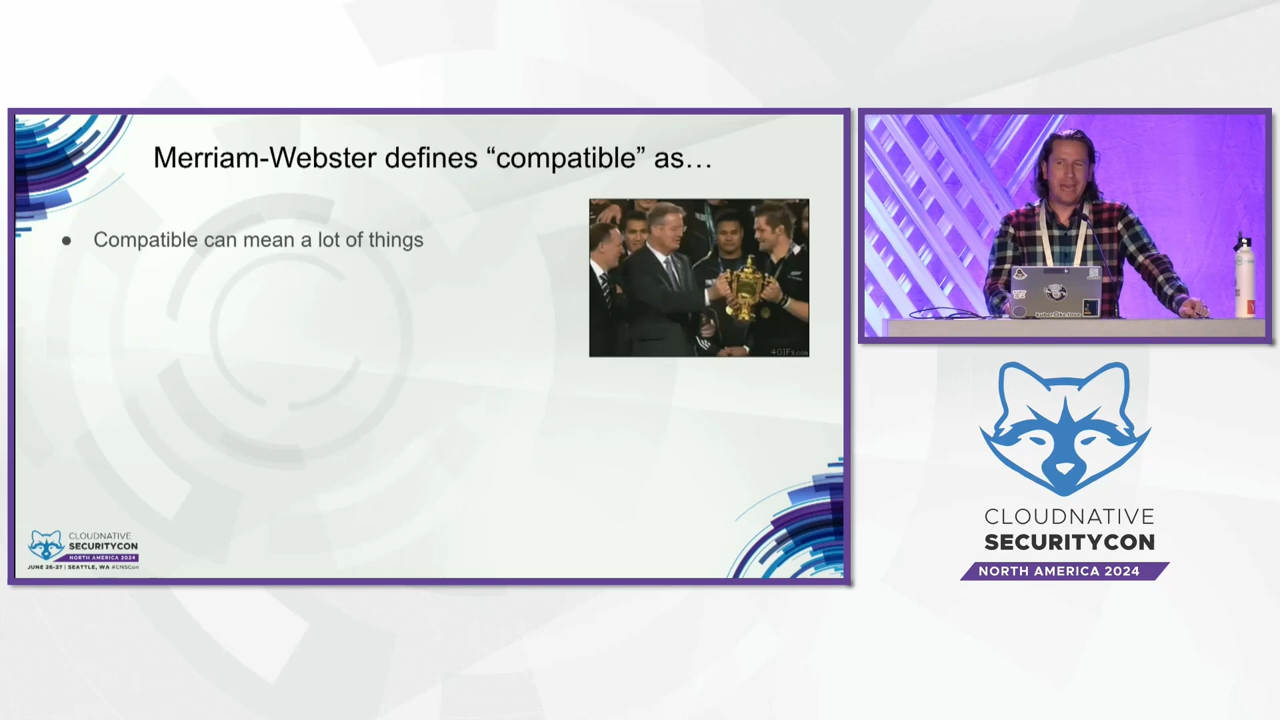 Merriam-Webster defines “compatible” as…
● Compatible can mean a lot of things
4GIFs.com
CLOUDNATIVE
SECURITYCON
NORTH AMERICA 2024
JUNE 26-27 | SEATTLE, WA #CNSCon
CLOUDNATIVE
SECURITYCON
NORTH AMERICA 2024